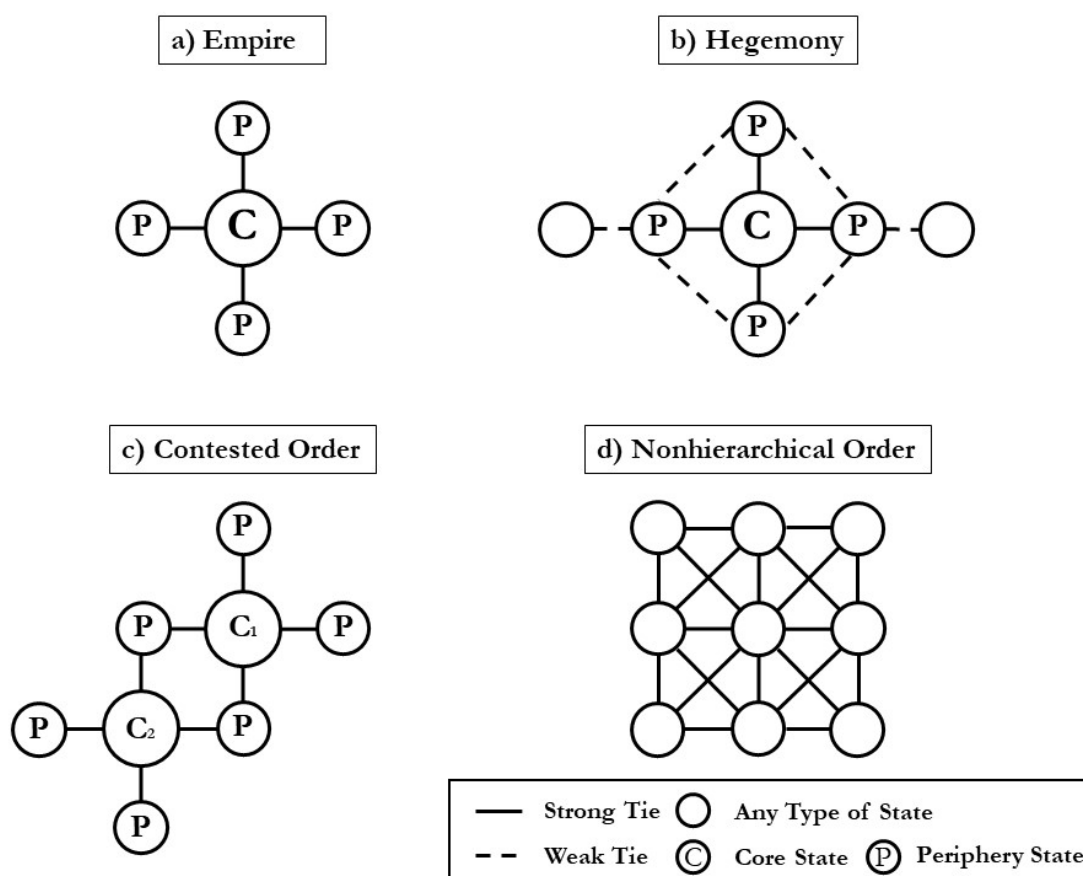 a) Empire
P
P
C
P
P
b) Hegemony
P
P
C
P
P
c) Contested Order
P
P
C1
P
P
C2
P
P
d) Nonhierarchical Order
Strong Tie
Any Type of State
Weak Tie
C
Core State
P
Periphery State